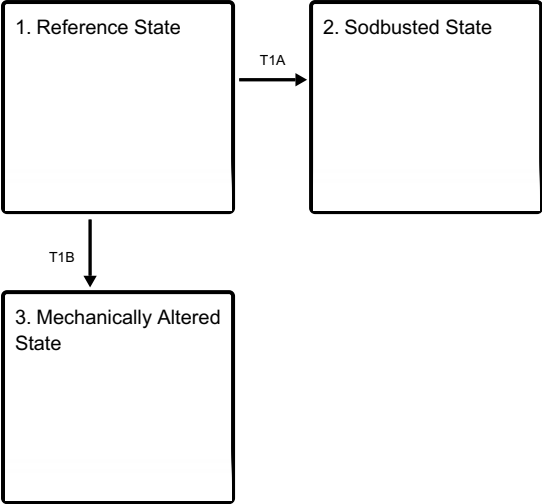 1. Reference State
T1A
2. Sodbusted State
T1B
3. Mechanically Altered
State